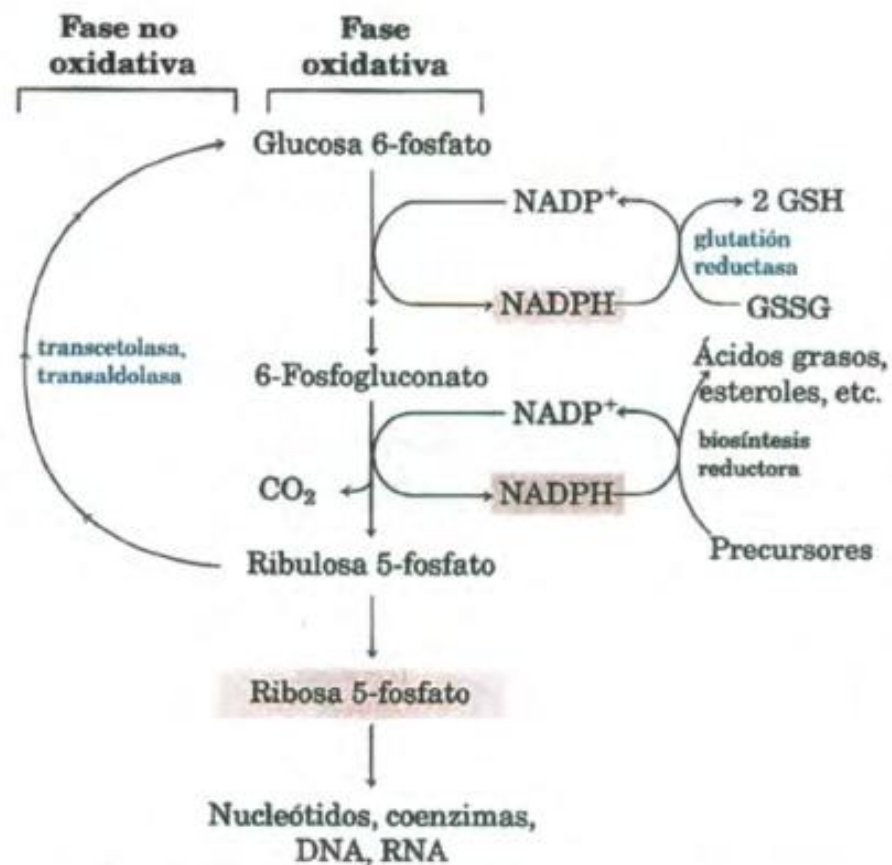 Fase no
oxidativa
Fase
oxidativa
Glucosa 6-fosfato
NADP+
2 GSH
glutatión
reductasa
NADPH
GSSG
transcetolasa,
transaldolasa
6-Fosfogluconato
Ácidos grasos,
esteroles, etc.
NADP+
biosíntesis
reductora
CO2
NADPH
Precursores
Ribulosa 5-fosfato
Ribosa 5-fosfato
Nucleótidos, coenzimas,
DNA, RNA